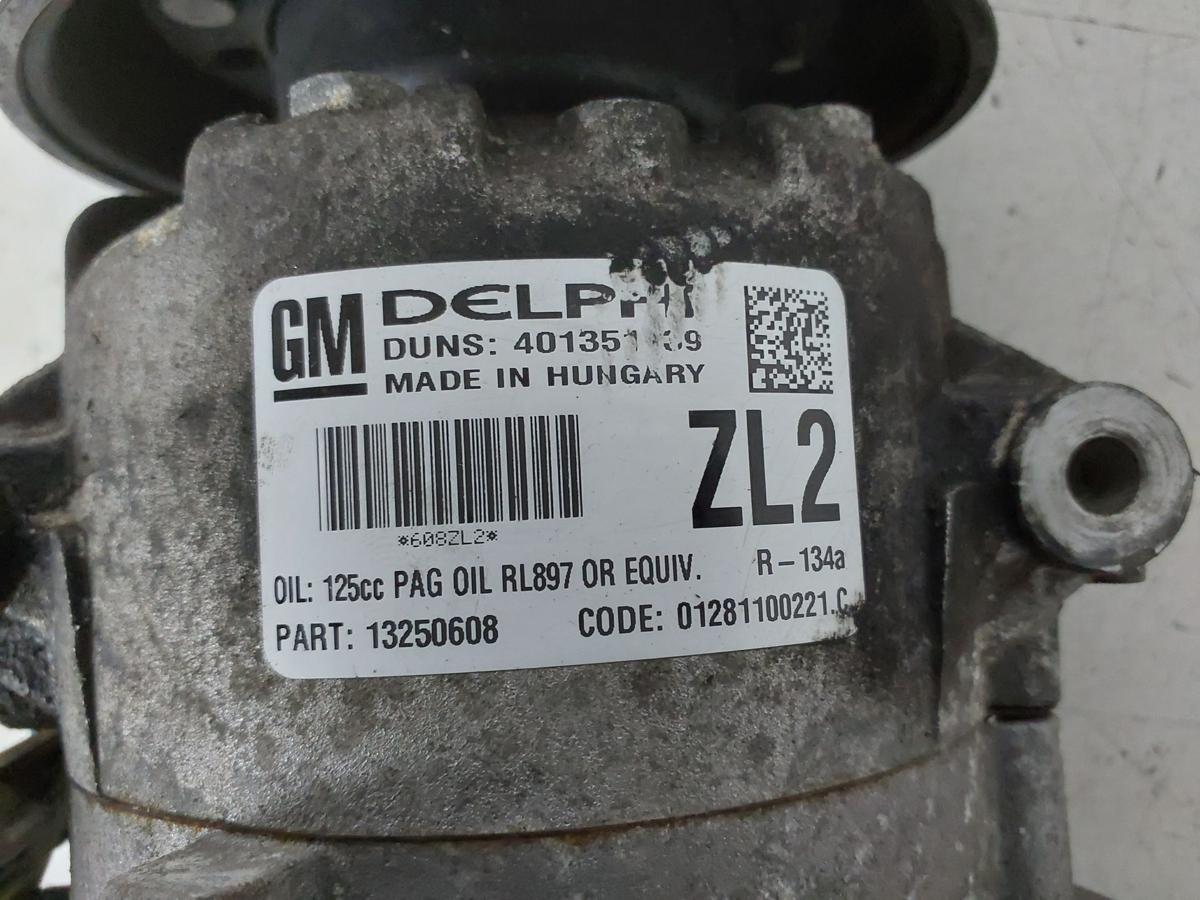 GM DELPHI
DUNS:
MADE IN HUNGARY
ZL2
*608ZL2*
OIL: 125cc PAG OIL RL897 OR EQUIV. R-134a
PART: 13250608 CODE: 01281100221.C